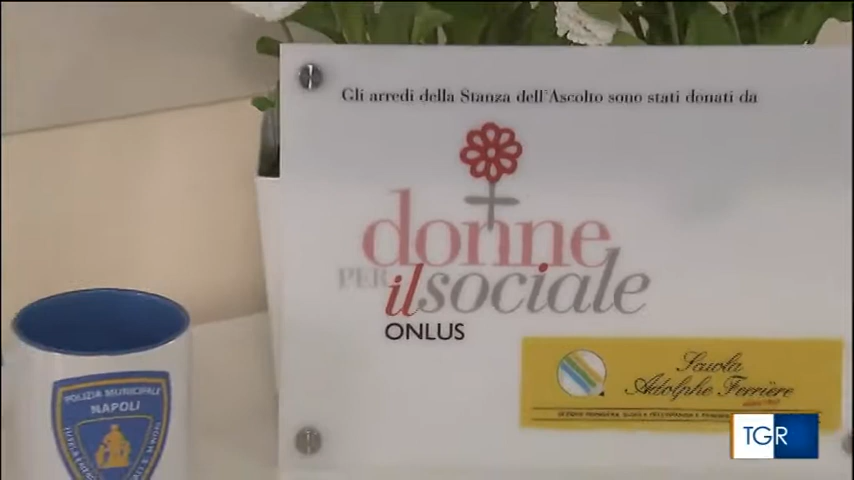 Gli arredi della Stanza dell'Ascolto sono stati donati da
donne
PER il sociale
ONLUS
Scuola
Adolphe Ferrière
TGR
POLIZIA MUNICIPALE
NAPOLI